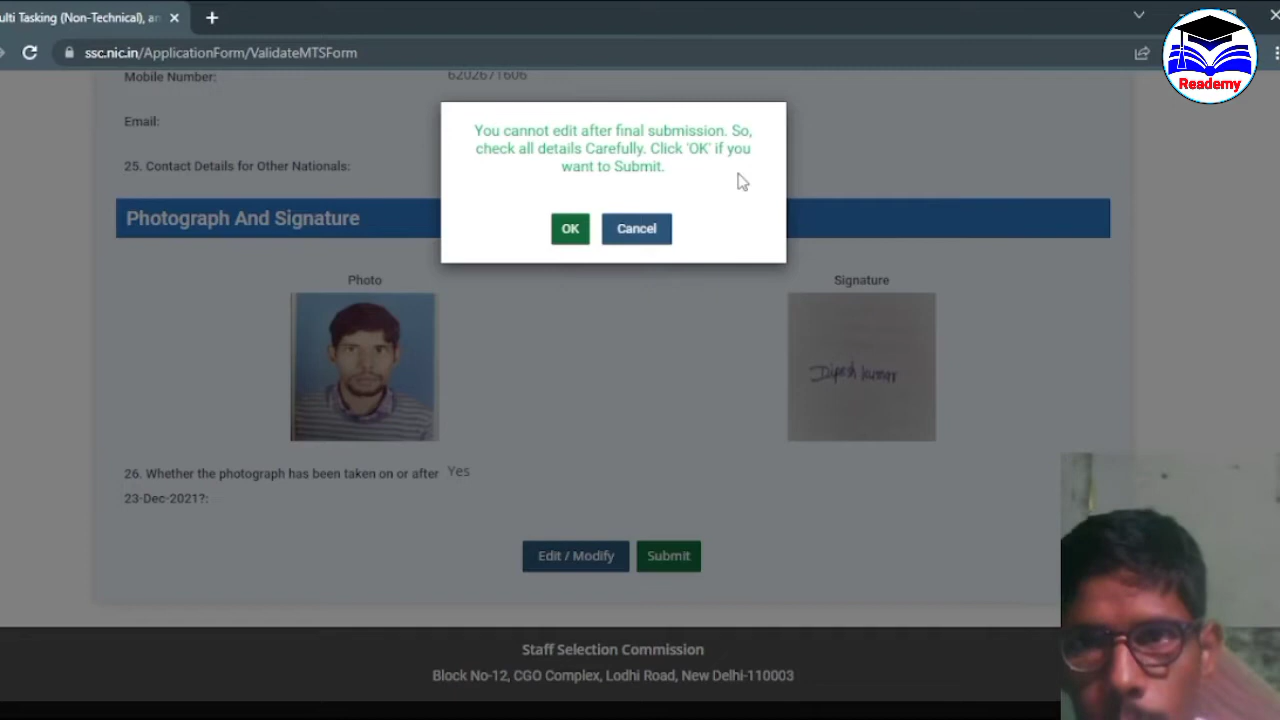 ulti Tasking (Non-Technical), an
ssc.nic.in/ApplicationForm/ValidateMTSForm
Reademy
Mobile Number: 6202671606
Email:
25. Contact Details for Other Nationals:
You cannot edit after final submission. So,
check all details Carefully. Click 'OK' if you
want to Submit.
OK Cancel
Photograph And Signature
Photo Signature
Dipesh kumar
26. Whether the photograph has been taken on or after Yes
23-Dec-2021?:
Edit / Modify Submit
Staff Selection Commission
Block No-12, CGO Complex, Lodhi Road, New Delhi-110003